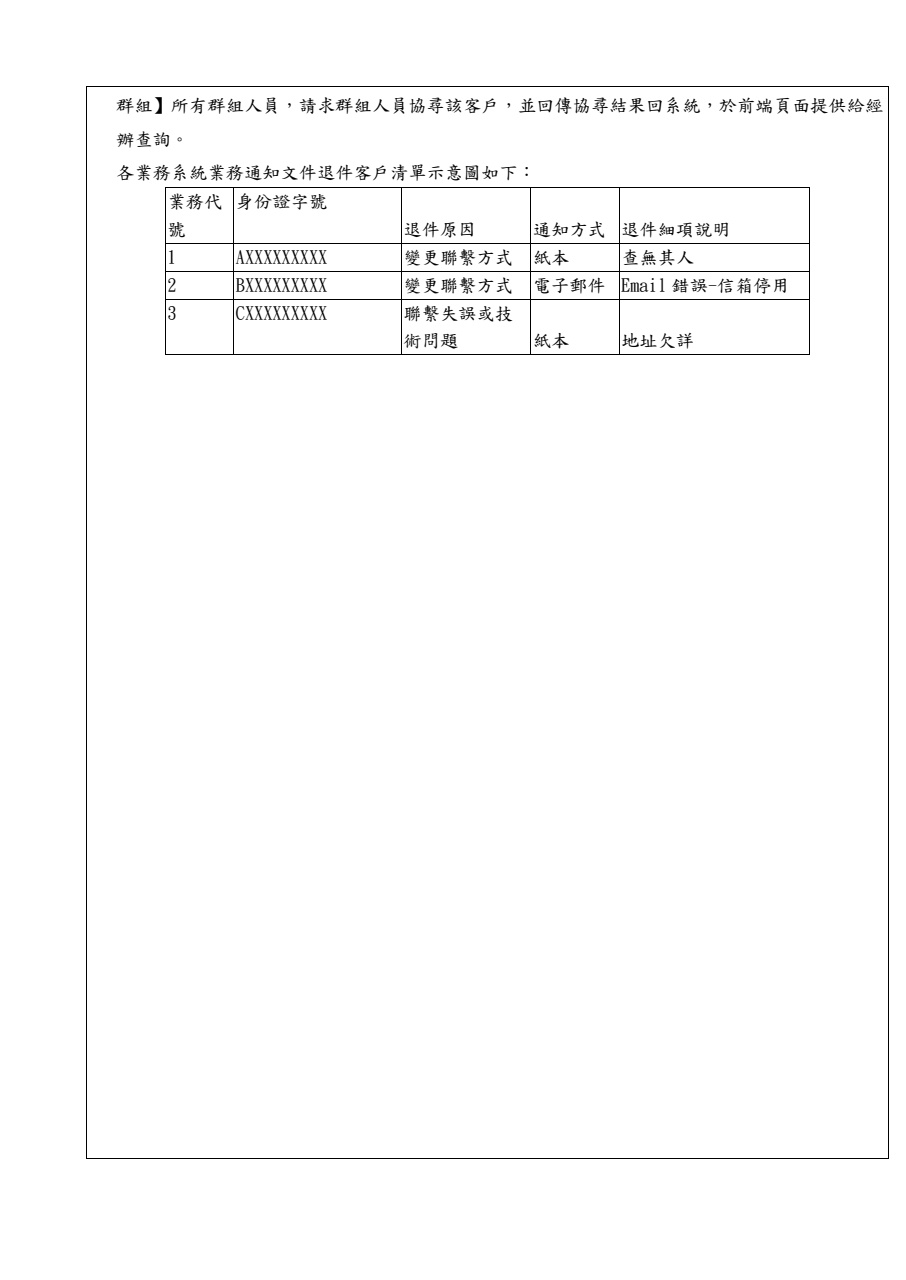 群組】所有群組人員，請求群組人員協尋該客戶，並回傳協尋結果回系統，於前端頁面提供給經
辦查詢。
各業務系統業務通知文件退件客戶清單示意圖如下：
業務代 身份證字號
號 退件原因 通知方式 退件細項說明
1 AXXXXXXXXX 變更聯繫方式 紙本 查無其人
2 BXXXXXXXXX 變更聯繫方式 電子郵件 Email 錯誤-信箱停用
3 CXXXXXXXXX 聯繫失誤或技
術問題 紙本 地址欠詳